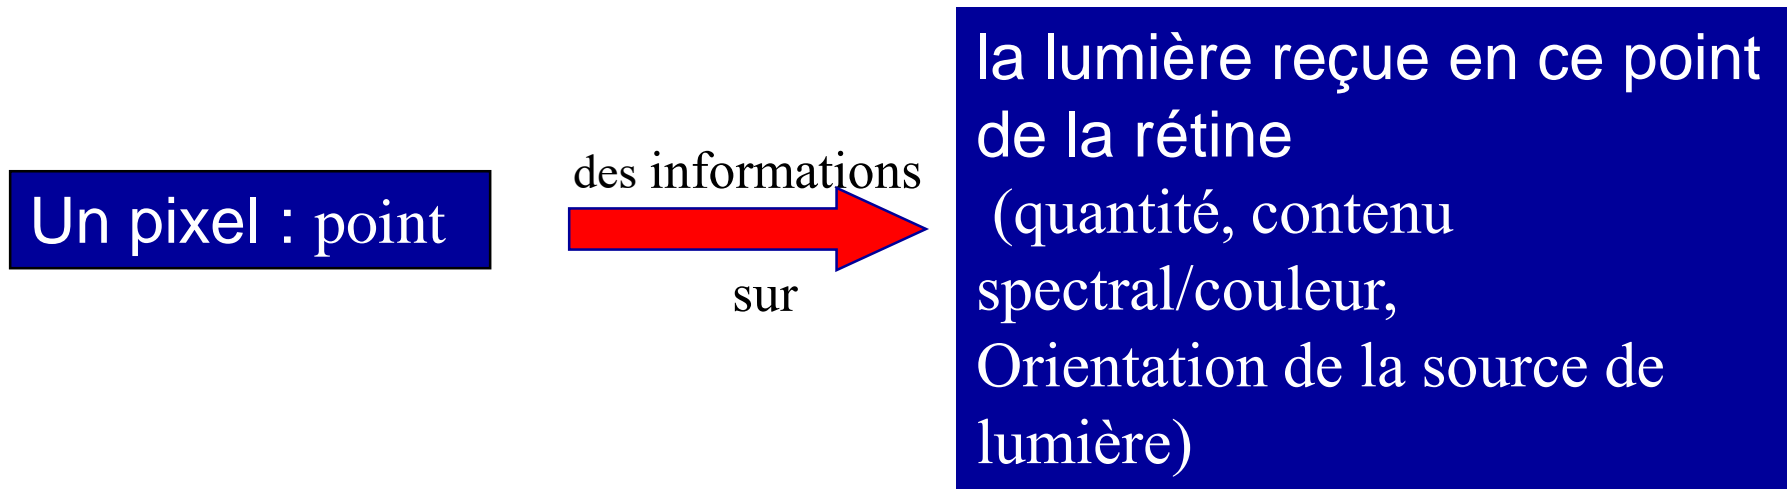 Un pixel : point
des informations
sur
la lumière reçue en ce point
de la rétine
(quantité, contenu
spectral/couleur,
Orientation de la source de
lumière)